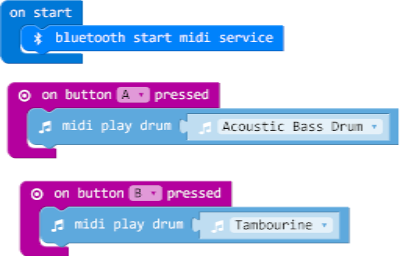 on start
bluetooth start midi service
on button A pressed
midi play drum Acoustic Bass Drum
on button B pressed
midi play drum Tambourine